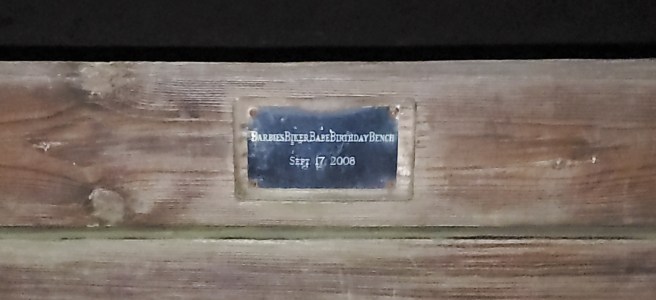 BARBIESBIKERBABEBIRTHDAYBENCH
SEPT 17 2008